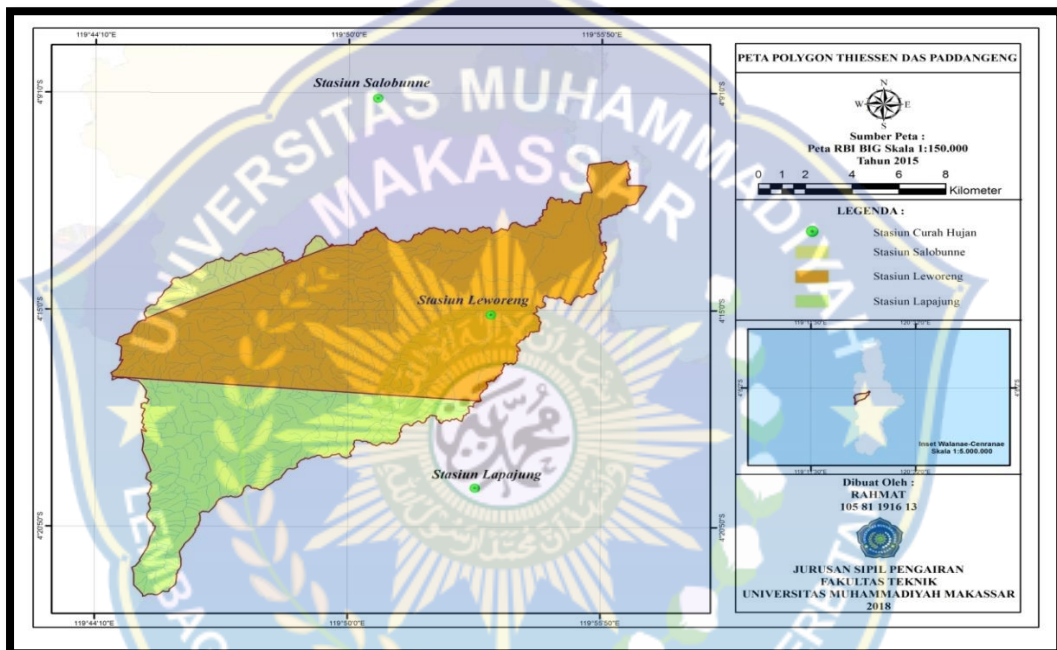 119°44'10"E
119°50'0"E
119°55'50"E
4°9'10"S
4°15'0"S
4°20'50"S
Stasiun Salobunne
Stasiun Leworeng
Stasiun Lapajung
4°9'10"S
4°15'0"S
4°20'50"S
119°44'10"E
119°50'0"E
119°55'50"E
PETA POLYGON THIESSEN DAS PADDANGENG
N
W E
S
Sumber Peta :
Peta RBI BIG Skala 1:150.000
Tahun 2015
0 1 2 4 6 8
Kilometer
LEGENDA :
Stasiun Curah Hujan
Stasiun Salobunne
Stasiun Leworeng
Stasiun Lapajung
Inset Walanae-Cenranae
Skala 1:5.000.000
Dibuat Oleh :
RAHMAT
105 81 1916 13
JURUSAN SIPIL PENGAIRAN
FAKULTAS TEKNIK
UNIVERSITAS MUHAMMADIYAH MAKASSAR
2018
UNIVERSITAS MUHAMMADIYAH
MAKASSAR